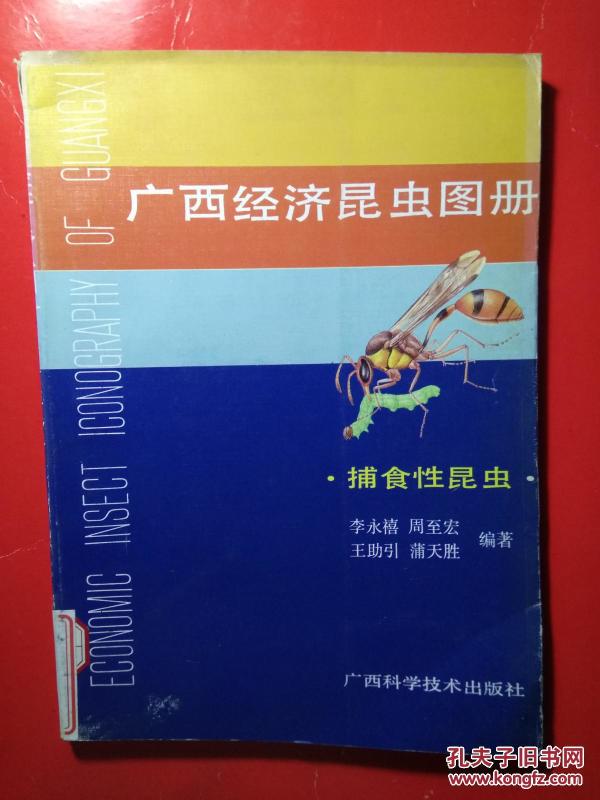 ECONOMIC INSECT ICONOGRAPHY OF GUANGXI
广西经济昆虫图册
·捕食性昆虫·
李永禧 周至宏
王助引 蒲天胜 编著
广西科学技术出版社
孔夫子旧书网
www.kongfz.com